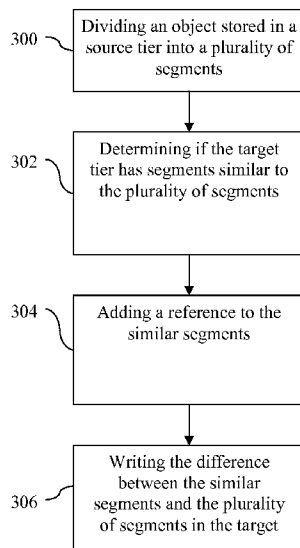 300
Dividing an object stored in a
source tier into a plurality of
segments
302
Determining if the target
tier has segments similar to
the plurality of segments
304
Adding a reference to the
similar segments
306
Writing the difference
between the similar
segments and the plurality
of segments in the target